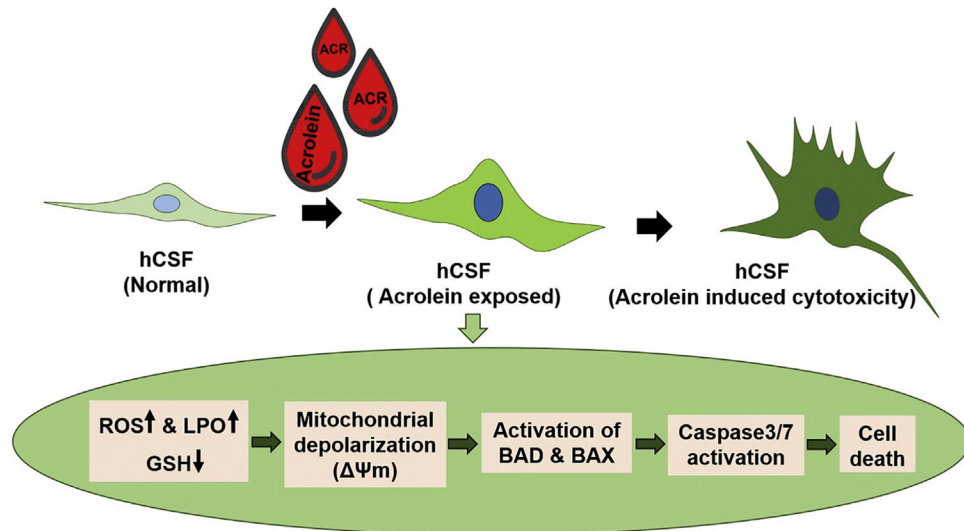 ACR
ACR
Acrolein
hCSF
(Normal)
hCSF
( Acrolein exposed)
hCSF
(Acrolein induced cytotoxicity)
ROS↑ & LPO↑
GSH↓
Mitochondrial
depolarization
(ΔΨm)
Activation of
BAD & BAX
Caspase3/7
activation
Cell
death